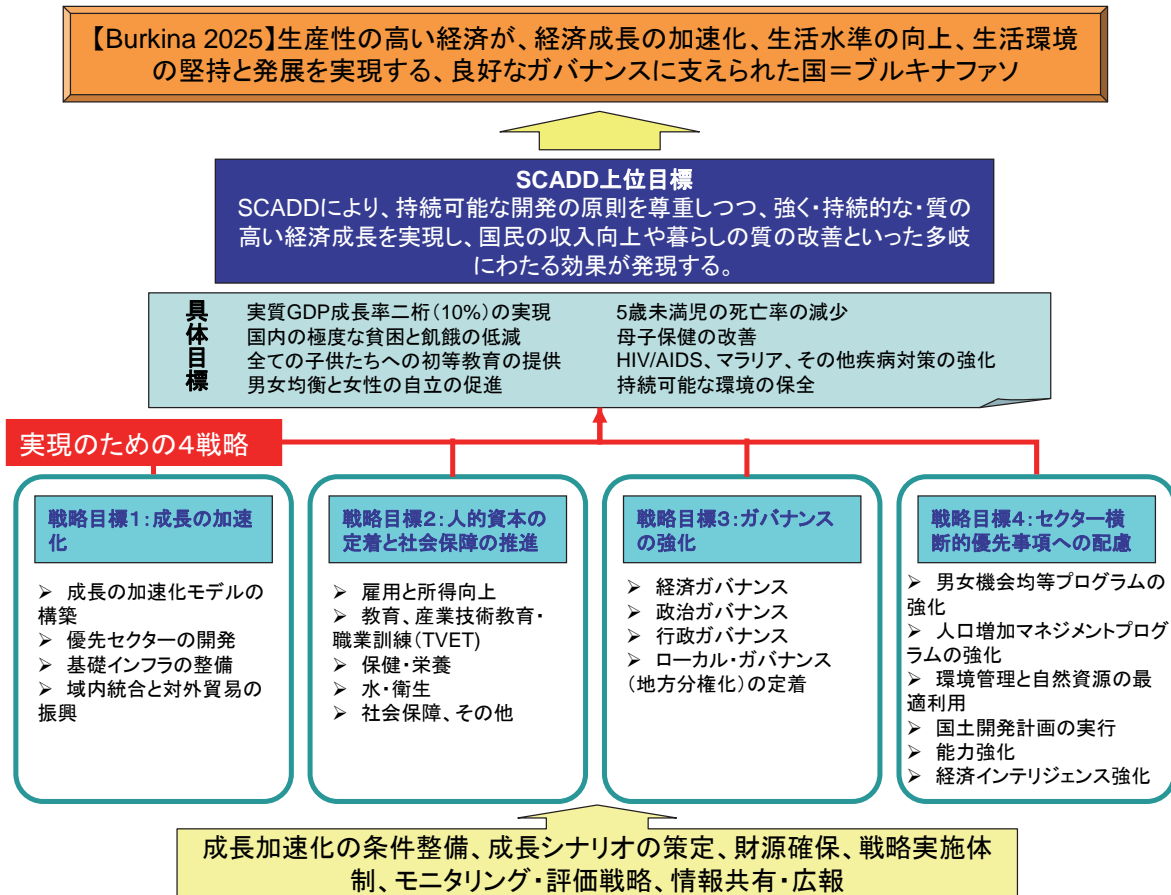 【Burkina 2025】生産性の高い経済が、経済成長の加速化、生活水準の向上、生活環境
の堅持と発展を実現する、良好なガバナンスに支えられた国＝ブルキナファソ
SCADD上位目標
SCADDにより、持続可能な開発の原則を尊重しつつ、強く・持続的な・質の
高い経済成長を実現し、国民の収入向上や暮らしの質の改善といった多岐
にわたる効果が発現する。
具体目標
実質GDP成長率二桁（10%）の実現
国内の極度な貧困と飢餓の低減
全ての子供たちへの初等教育の提供
男女均衡と女性の自立の促進
5歳未満児の死亡率の減少
母子保健の改善
HIV/AIDS、マラリア、その他疾病対策の強化
持続可能な環境の保全
実現のための４戦略
戦略目標１：成長の加速
化
➢ 成長の加速化モデルの
構築
➢ 優先セクターの開発
➢ 基礎インフラの整備
➢ 域内統合と対外貿易の
振興
戦略目標２：人的資本の
定着と社会保障の推進
➢ 雇用と所得向上
➢ 教育、産業技術教育・
職業訓練（TVET）
➢ 保健・栄養
➢ 水・衛生
➢ 社会保障、その他
戦略目標３：ガバナンス
の強化
➢ 経済ガバナンス
➢ 政治ガバナンス
➢ 行政ガバナンス
➢ ローカル・ガバナンス
（地方分権化）の定着
戦略目標４：セクター横
断的優先事項への配慮
➢ 男女機会均等プログラムの
強化
➢ 人口増加マネジメントプログ
ラムの強化
➢ 環境管理と自然資源の最
適利用
➢ 国土開発計画の実行
➢ 能力強化
➢ 経済インテリジェンス強化
成長加速化の条件整備、成長シナリオの策定、財源確保、戦略実施体
制、モニタリング・評価戦略、情報共有・広報